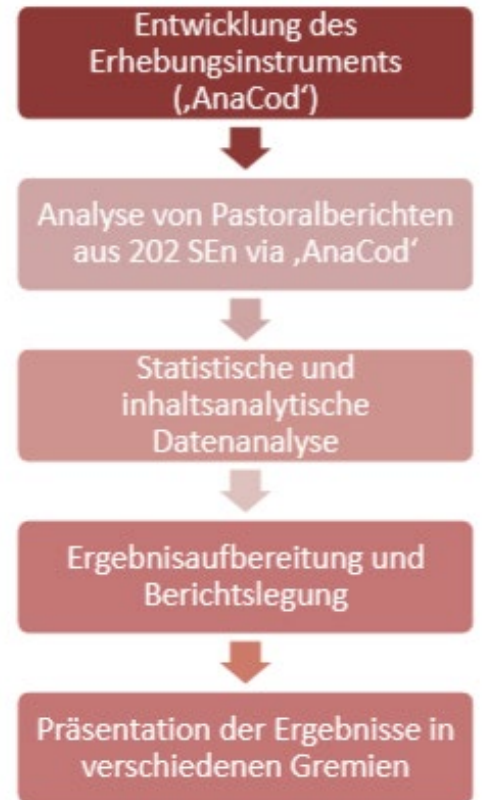 Entwicklung des
Erhebungsinstruments
(‚AnaCod‘)
Analyse von Pastoralberichten
aus 202 SEn via ‚AnaCod‘
Statistische und
inhaltsanalytische
Datenanalyse
Ergebnisaufbereitung und
Berichtslegung
Präsentation der Ergebnisse in
verschiedenen Gremien